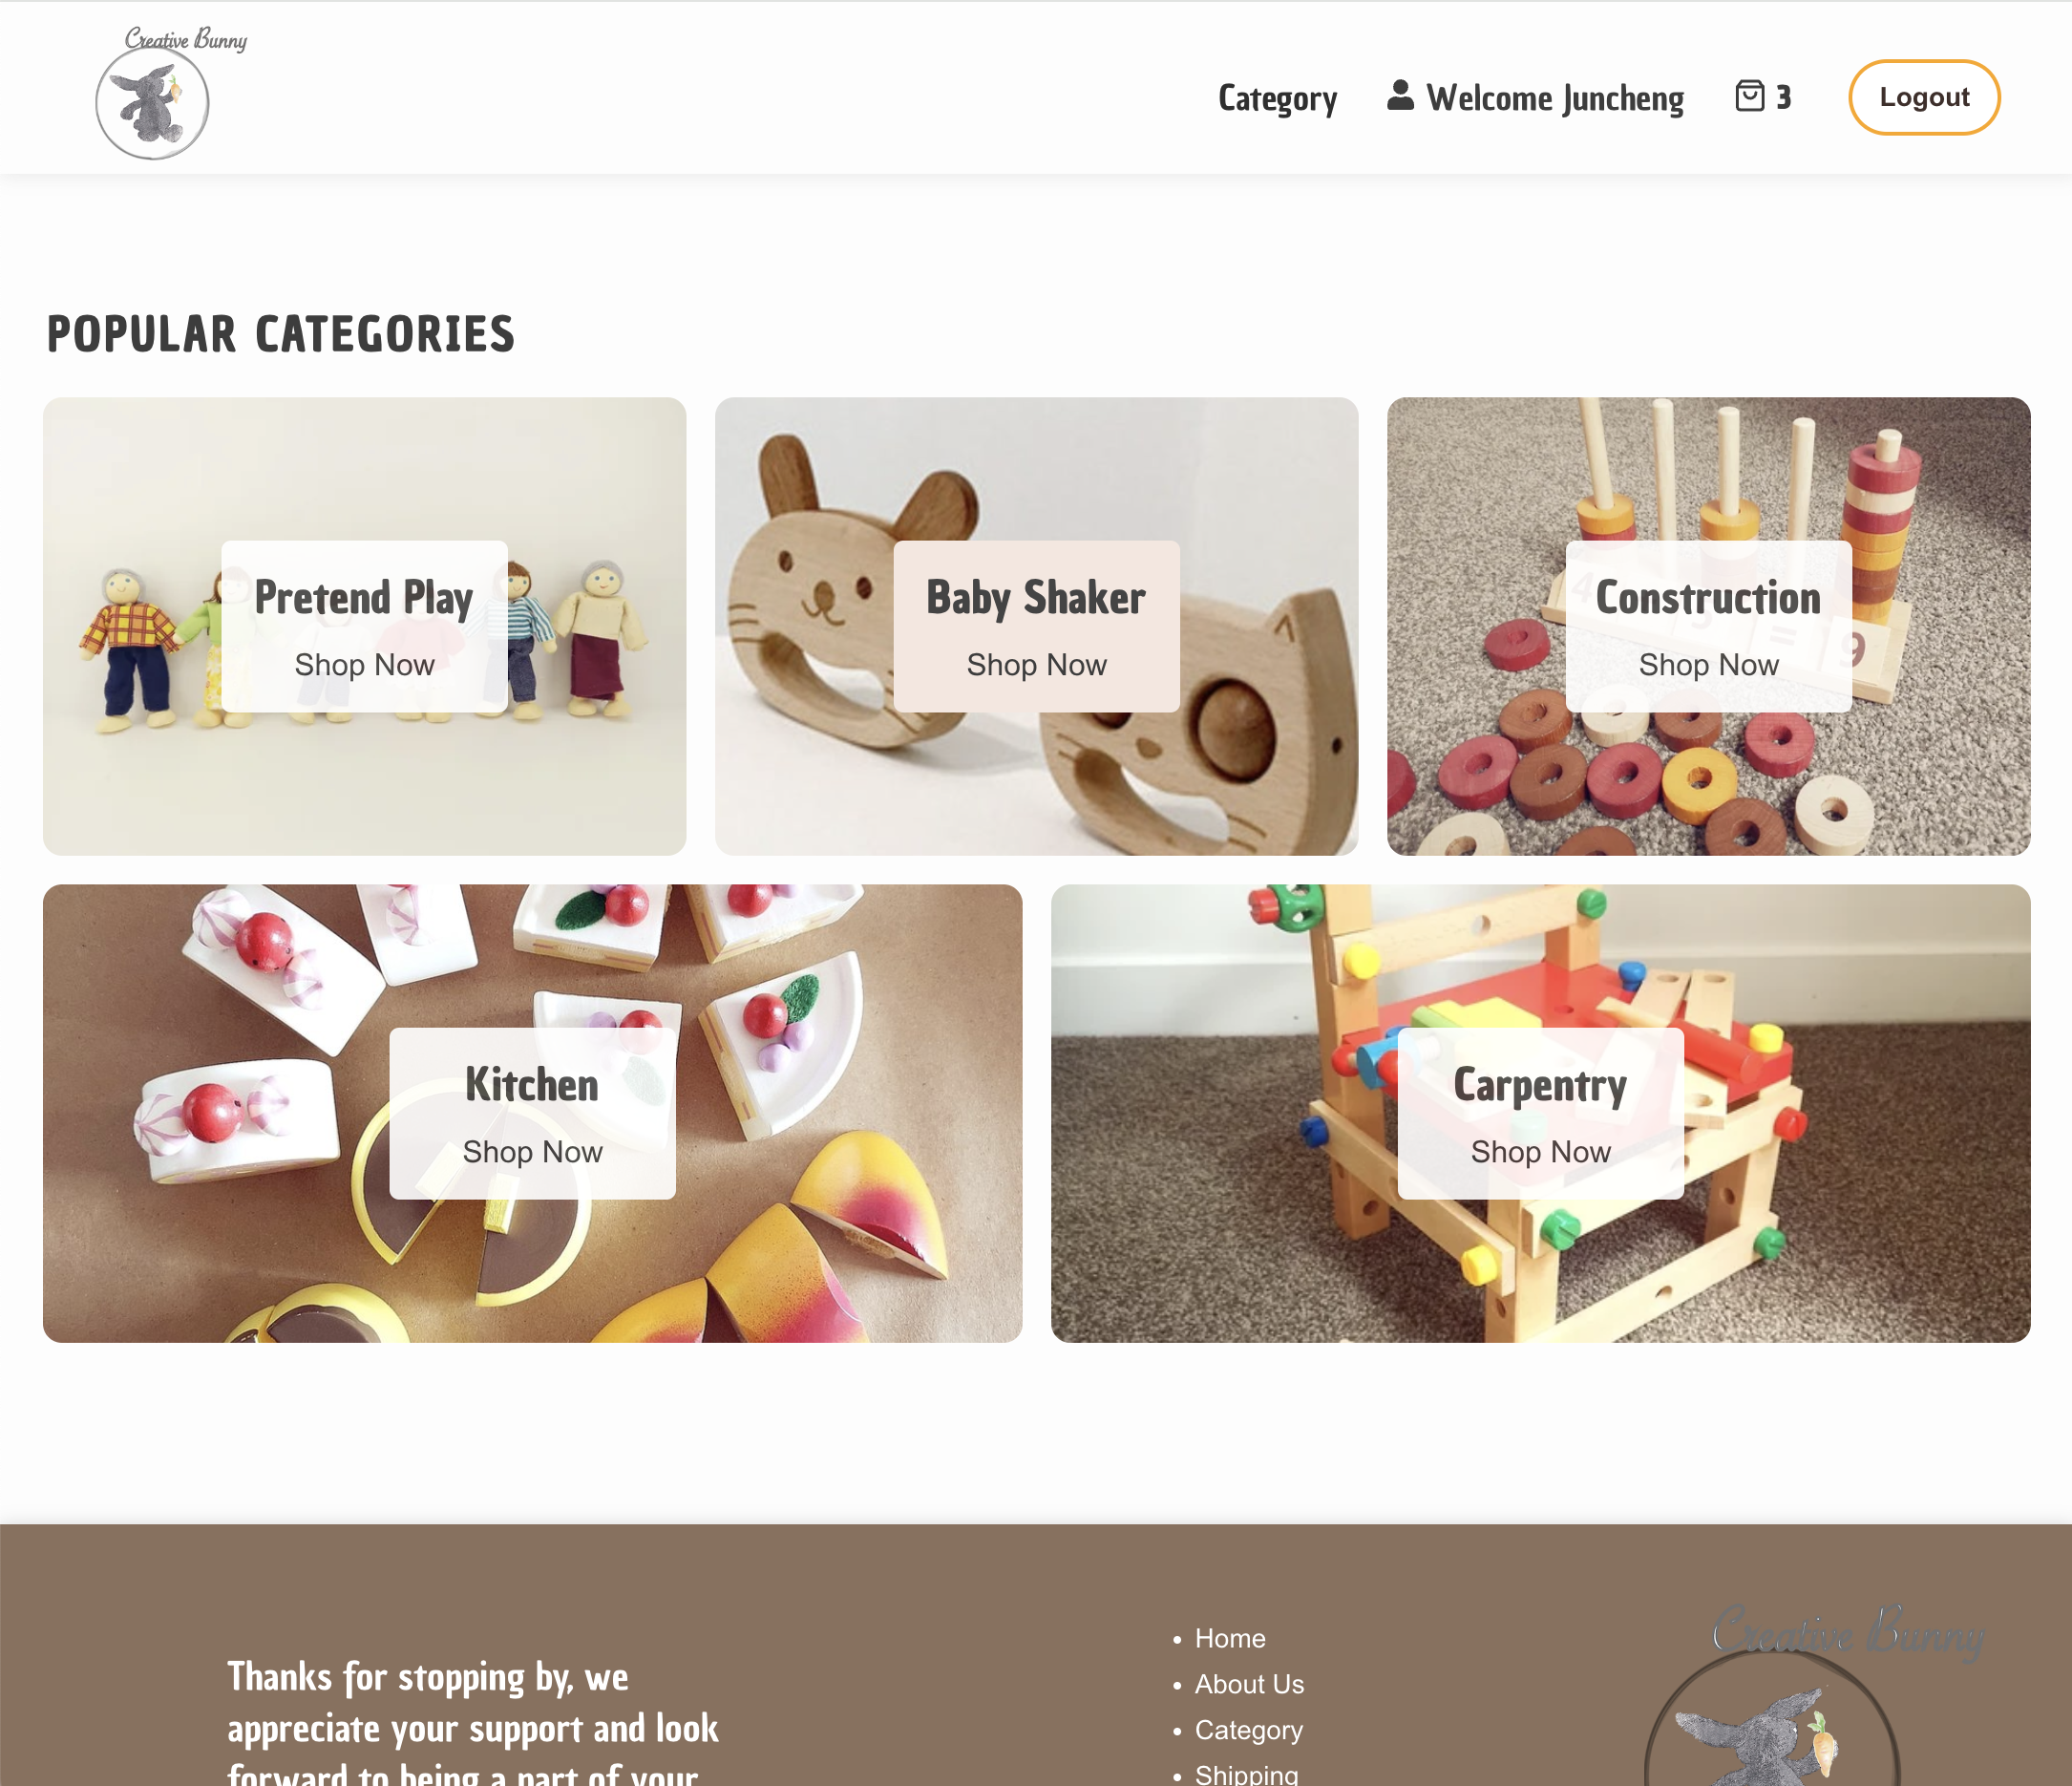 Creative Bunny
Category
Welcome Juncheng
3
Logout
POPULAR CATEGORIES
Pretend Play
Shop Now
Baby Shaker
Shop Now
4
=
9
Construction
Shop Now
Kitchen
Shop Now
Carpentry
Shop Now
Thanks for stopping by, we
appreciate your support and look
forward to being a part of your
• Home
• About Us
• Category
• Shipping
Creative Bunny